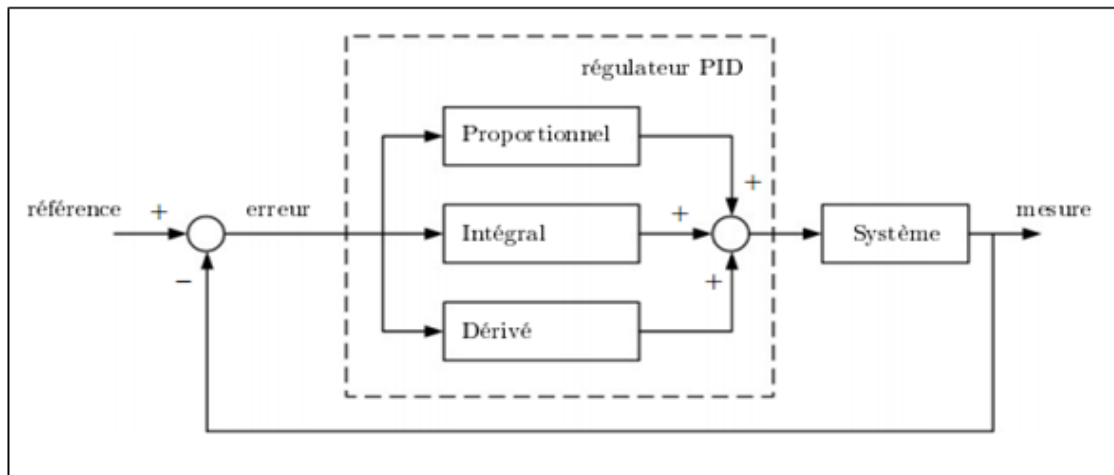 régulateur PID
Proportionnel
+
référence
+
erreur
+
Intégral
Système
mesure
−
+
Dérivé